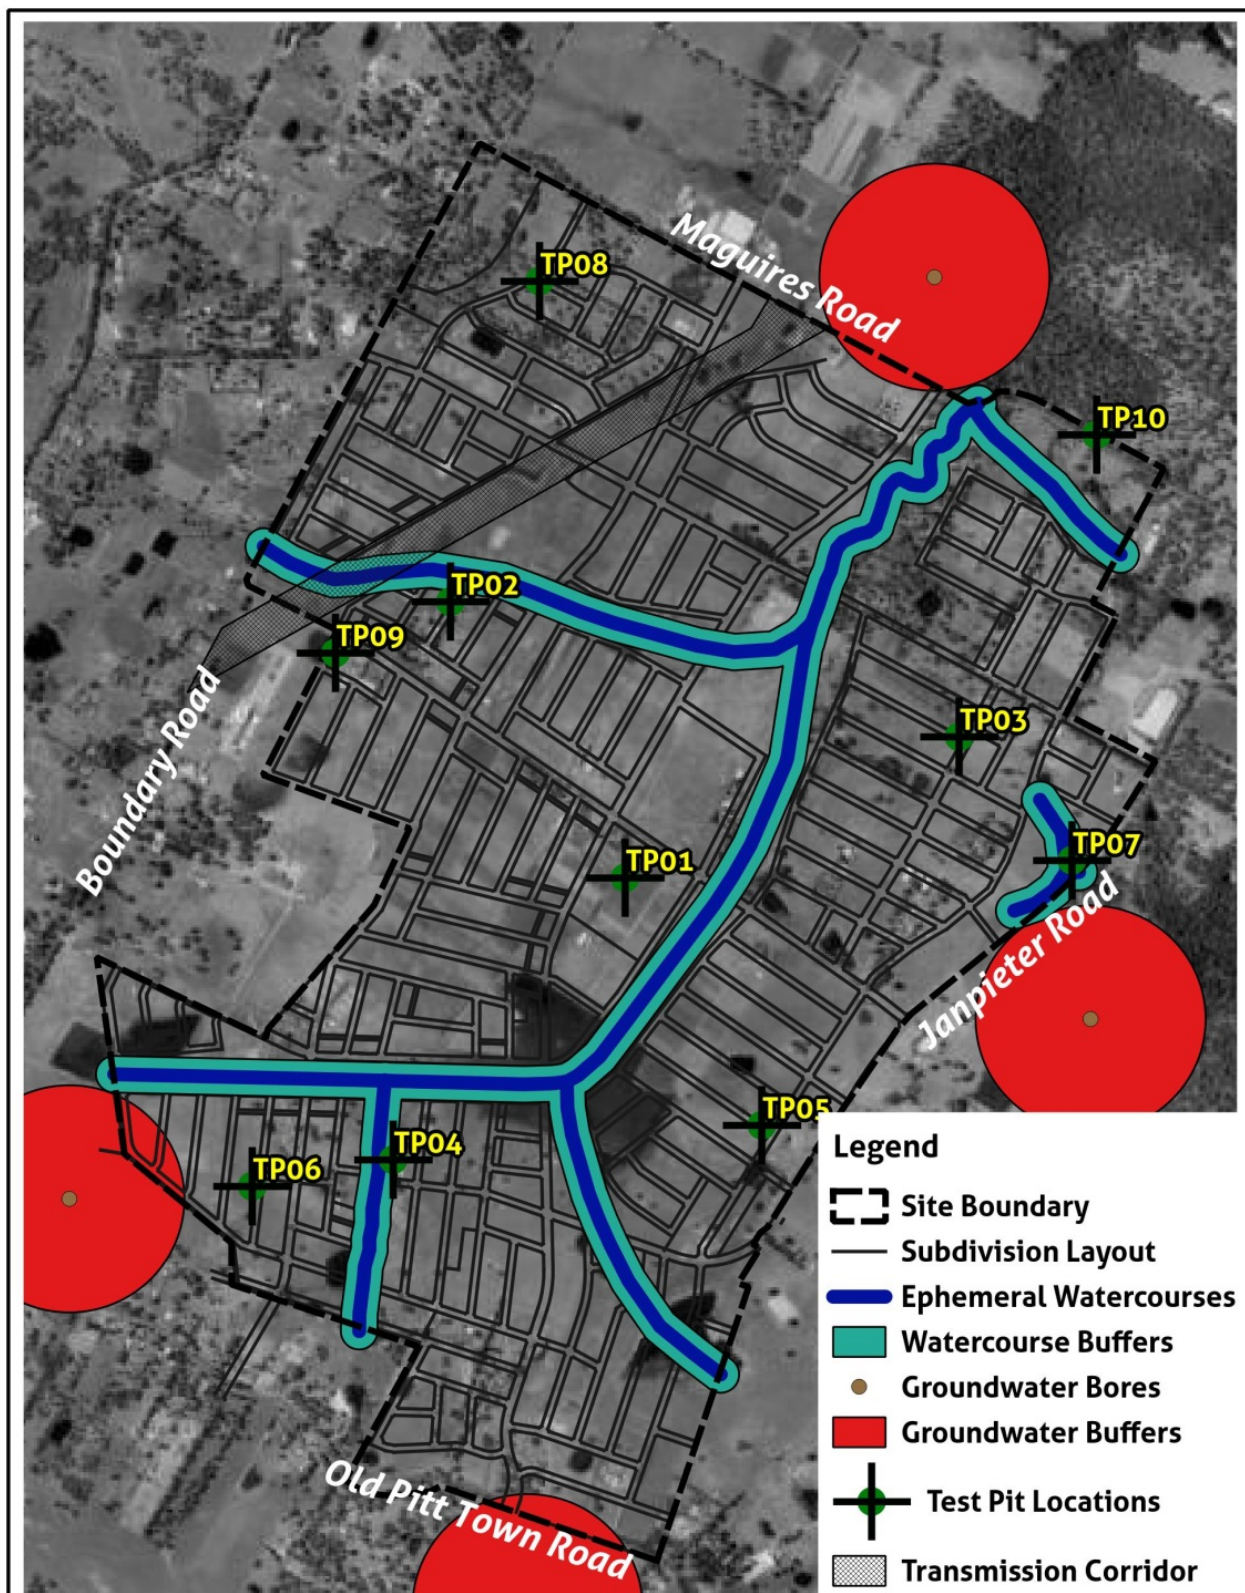 Maguires Road
TP08
TP10
TP02
TP09
TP03
Boundary Road
TP01
TP07
Janpieter Road
TP05
TP04
TP06
Old Pitt Town Road
Legend
Site Boundary
Subdivision Layout
Ephemeral Watercourses
Watercourse Buffers
Groundwater Bores
Groundwater Buffers
Test Pit Locations
Transmission Corridor